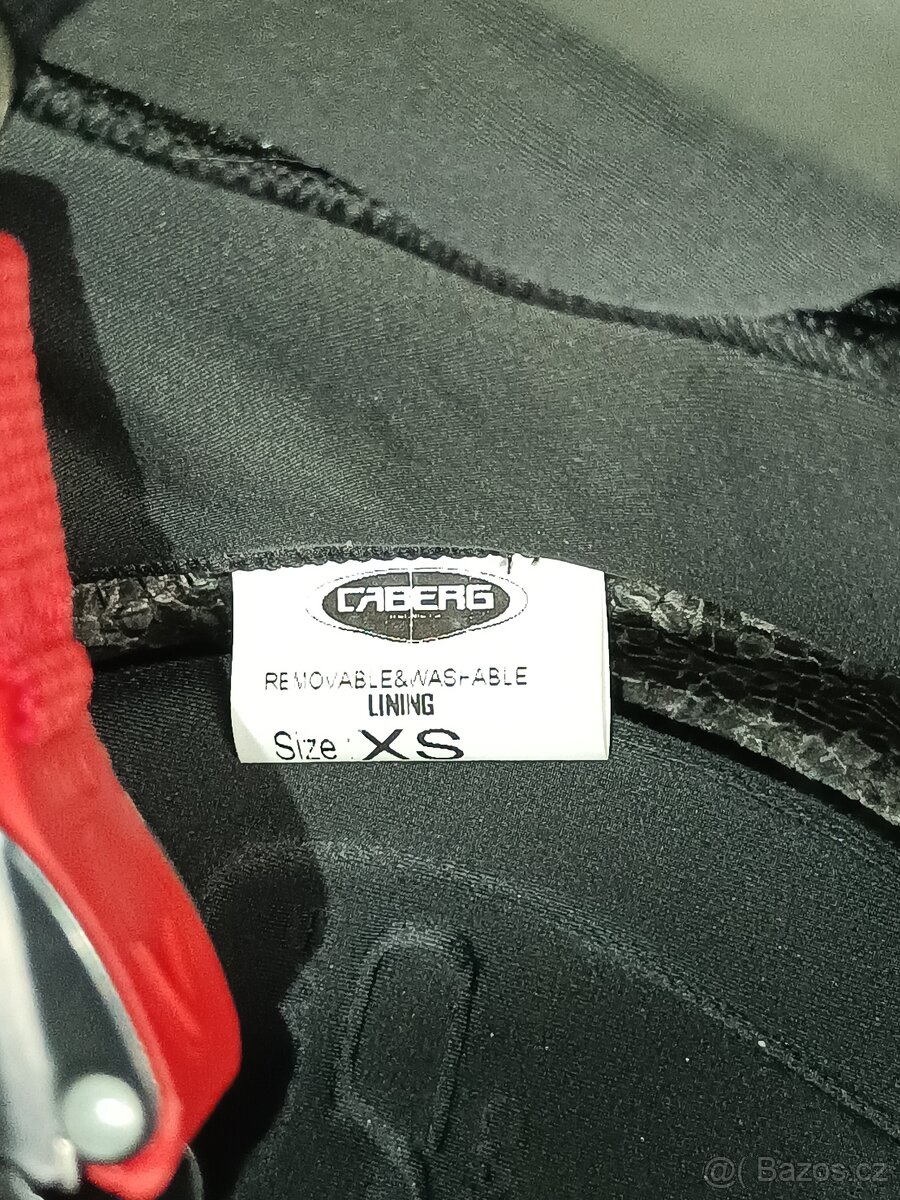 CABERG
REMOVABLE&WASHABLE
LINING
Size : XS
@( Bazos.cz